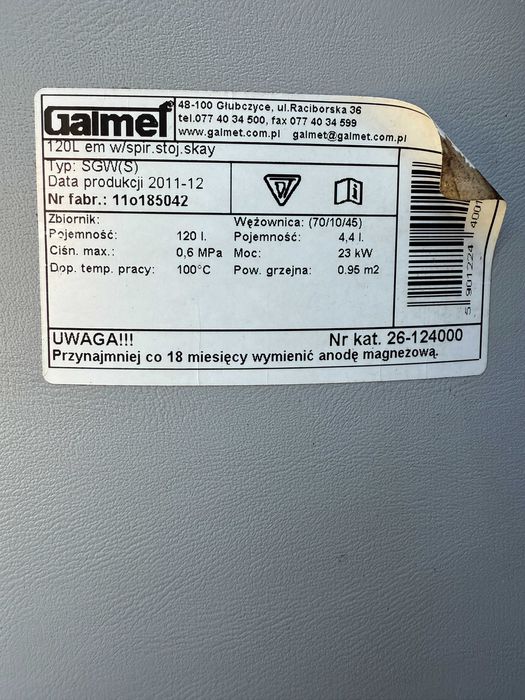 Galmet
48-100 Głubczyce, ul.Raciborska 36
tel.077 40 34 500, fax 077 40 34 599
www.galmet.com.pl galmet@galmet.com.pl
120L em w/spir.stoj.skay
Typ: SGW(S)
Data produkcji 2011-12
Nr fabr.: 11o185042
Zbiornik:
Pojemność: 120 l.
Ciśn. max.: 0,6 MPa
Dop. temp. pracy: 100°C
Wężownica: (70/10/45)
Pojemność: 4,4 l.
Moc: 23 kW
Pow. grzejna: 0.95 m2
5 901224 14001
UWAGA!!! Nr kat. 26-124000
Przynajmniej co 18 miesięcy wymienić anodę magnezową.